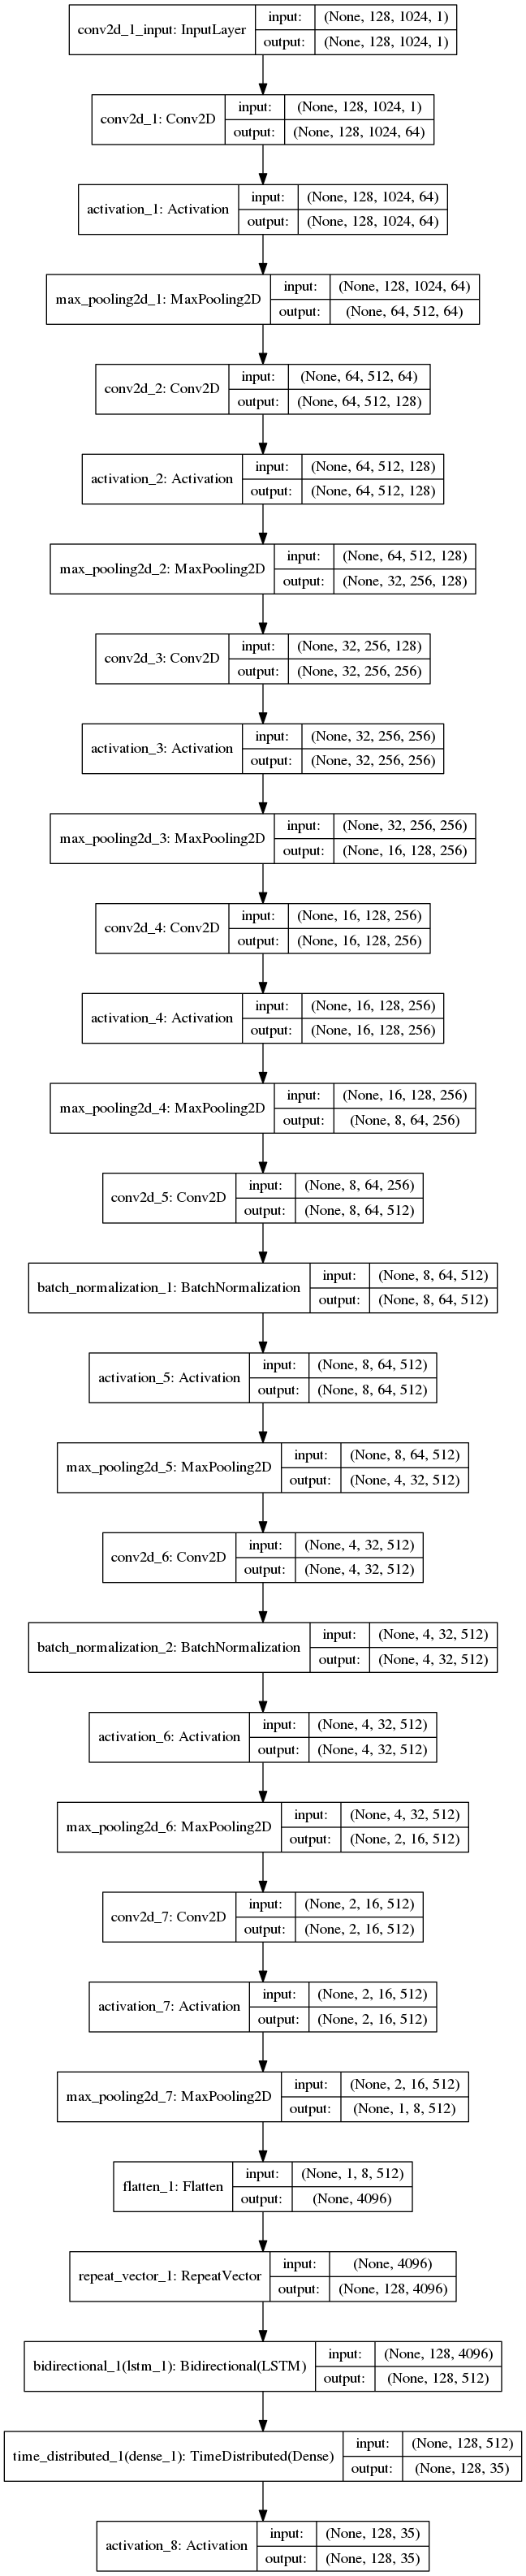 conv2d_1_input: InputLayer
input: (None, 128, 1024, 1)
output: (None, 128, 1024, 1)
conv2d_1: Conv2D
input: (None, 128, 1024, 1)
output: (None, 128, 1024, 64)
activation_1: Activation
input: (None, 128, 1024, 64)
output: (None, 128, 1024, 64)
max_pooling2d_1: MaxPooling2D
input: (None, 128, 1024, 64)
output: (None, 64, 512, 64)
conv2d_2: Conv2D
input: (None, 64, 512, 64)
output: (None, 64, 512, 128)
activation_2: Activation
input: (None, 64, 512, 128)
output: (None, 64, 512, 128)
max_pooling2d_2: MaxPooling2D
input: (None, 64, 512, 128)
output: (None, 32, 256, 128)
conv2d_3: Conv2D
input: (None, 32, 256, 128)
output: (None, 32, 256, 256)
activation_3: Activation
input: (None, 32, 256, 256)
output: (None, 32, 256, 256)
max_pooling2d_3: MaxPooling2D
input: (None, 32, 256, 256)
output: (None, 16, 128, 256)
conv2d_4: Conv2D
input: (None, 16, 128, 256)
output: (None, 16, 128, 256)
activation_4: Activation
input: (None, 16, 128, 256)
output: (None, 16, 128, 256)
max_pooling2d_4: MaxPooling2D
input: (None, 16, 128, 256)
output: (None, 8, 64, 256)
conv2d_5: Conv2D
input: (None, 8, 64, 256)
output: (None, 8, 64, 512)
batch_normalization_1: BatchNormalization
input: (None, 8, 64, 512)
output: (None, 8, 64, 512)
activation_5: Activation
input: (None, 8, 64, 512)
output: (None, 8, 64, 512)
max_pooling2d_5: MaxPooling2D
input: (None, 8, 64, 512)
output: (None, 4, 32, 512)
conv2d_6: Conv2D
input: (None, 4, 32, 512)
output: (None, 4, 32, 512)
batch_normalization_2: BatchNormalization
input: (None, 4, 32, 512)
output: (None, 4, 32, 512)
activation_6: Activation
input: (None, 4, 32, 512)
output: (None, 4, 32, 512)
max_pooling2d_6: MaxPooling2D
input: (None, 4, 32, 512)
output: (None, 2, 16, 512)
conv2d_7: Conv2D
input: (None, 2, 16, 512)
output: (None, 2, 16, 512)
activation_7: Activation
input: (None, 2, 16, 512)
output: (None, 2, 16, 512)
max_pooling2d_7: MaxPooling2D
input: (None, 2, 16, 512)
output: (None, 1, 8, 512)
flatten_1: Flatten
input: (None, 1, 8, 512)
output: (None, 4096)
repeat_vector_1: RepeatVector
input: (None, 4096)
output: (None, 128, 4096)
bidirectional_1(lstm_1): Bidirectional(LSTM)
input: (None, 128, 4096)
output: (None, 128, 512)
time_distributed_1(dense_1): TimeDistributed(Dense)
input: (None, 128, 512)
output: (None, 128, 35)
activation_8: Activation
input: (None, 128, 35)
output: (None, 128, 35)